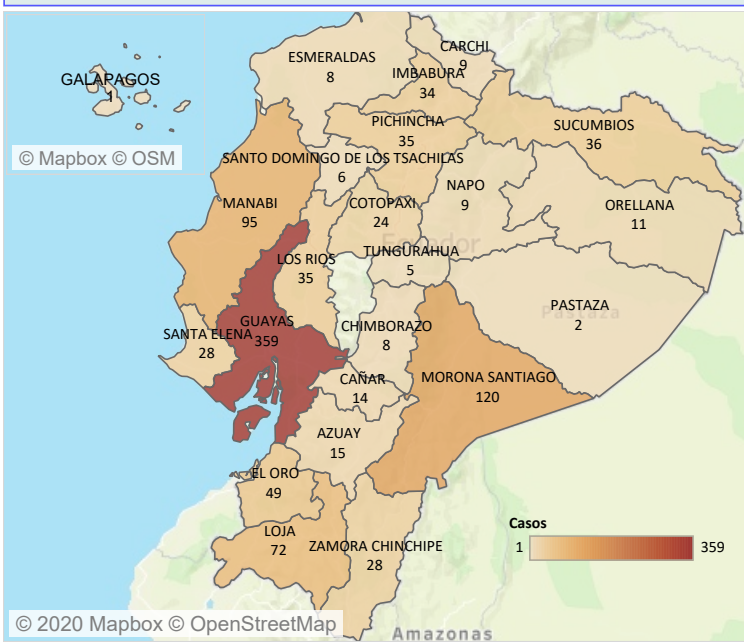 GALAPAGOS
1
© Mapbox © OSM
ESMERALDAS
8
CARCHI
9
IMBABURA
34
PICHINCHA
35
SUCUMBIOS
36
SANTO DOMINGO DE LOS TSACHILAS
6
NAPO
9
MANABI
95
COTOPAXI
24
ORELLANA
11
Ecuador
TUNGURAHUA
5
LOS RIOS
35
PASTAZA
2
Pastaza
GUAYAS
359
SANTA ELENA
28
CHIMBORAZO
8
CAÑAR
14
MORONA SANTIAGO
120
AZUAY
15
EL ORO
49
LOJA
72
ZAMORA CHINCHIPE
28
Casos
1 359
© 2020 Mapbox © OpenStreetMap
Amazonas